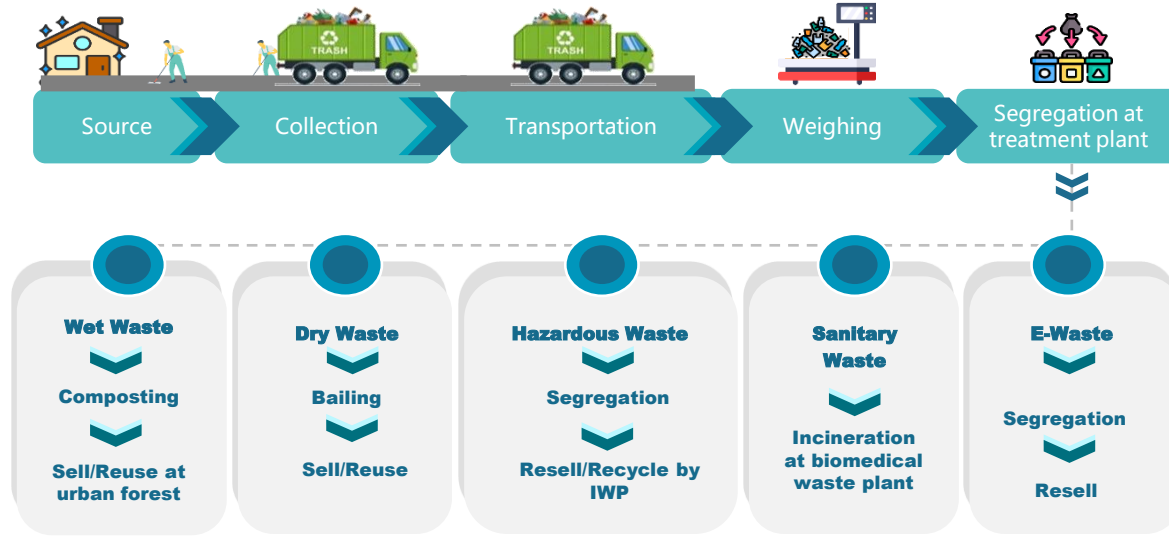 TRASH
TRASH
Source
Collection
Transportation
Weighing
Segregation at
treatment plant
Wet Waste
Composting
Sell/Reuse at
urban forest
Dry Waste
Bailing
Sell/Reuse
Hazardous Waste
Segregation
Resell/Recycle by
IWP
Sanitary
Waste
Incineration
at biomedical
waste plant
E-Waste
Segregation
Resell